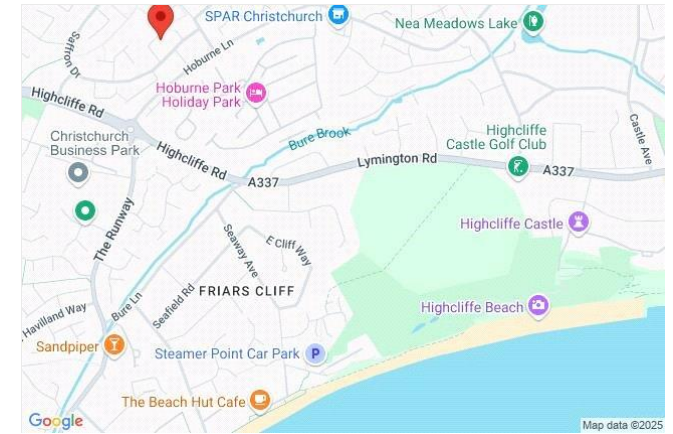 SPAR Christchurch
Nea Meadows Lake
Saffron Dr
Hoburne Ln
Hoburne Park
Holiday Park
Highcliffe Rd
Christchurch
Business Park
Bure Brook
Highcliffe
Castle Golf Club
Castle Ave
Highcliffe Rd
A337
Lymington Rd
A337
The Runway
Highcliffe Castle
Seaway Ave
E Cliff Way
FRIARS CLIFF
Highcliffe Beach
Bure Ln
Seafield Rd
Havilland Way
Sandpiper
Steamer Point Car Park
P
The Beach Hut Cafe
Google
Map data ©2025